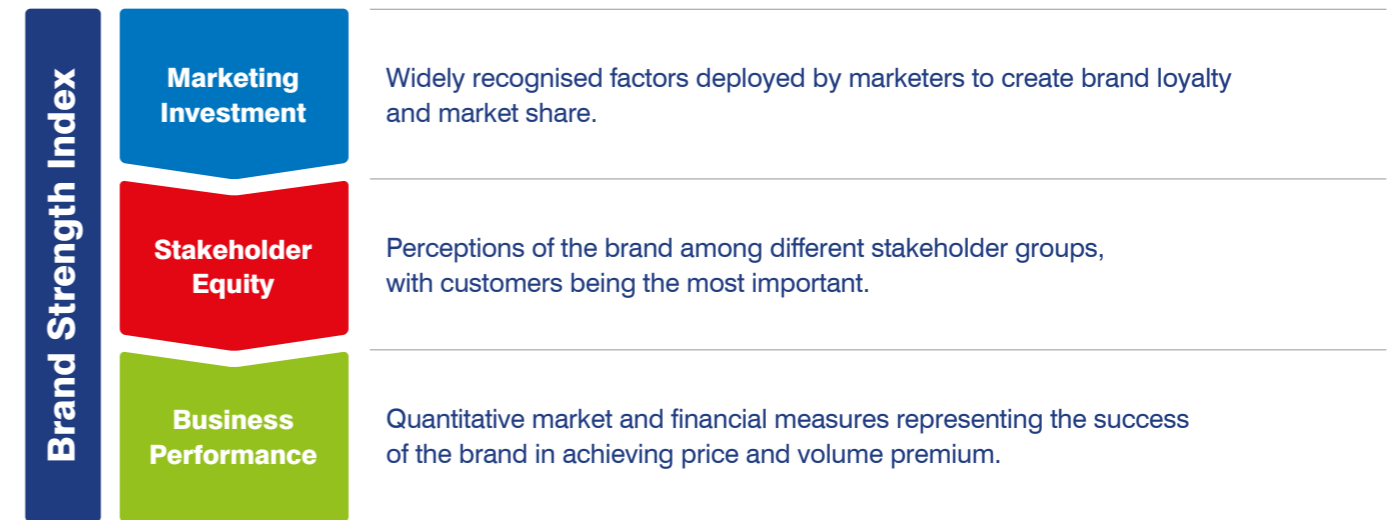 Brand Strength Index
Marketing
Investment
Widely recognised factors deployed by marketers to create brand loyalty
and market share.
Stakeholder
Equity
Perceptions of the brand among different stakeholder groups,
with customers being the most important.
Business
Performance
Quantitative market and financial measures representing the success
of the brand in achieving price and volume premium.